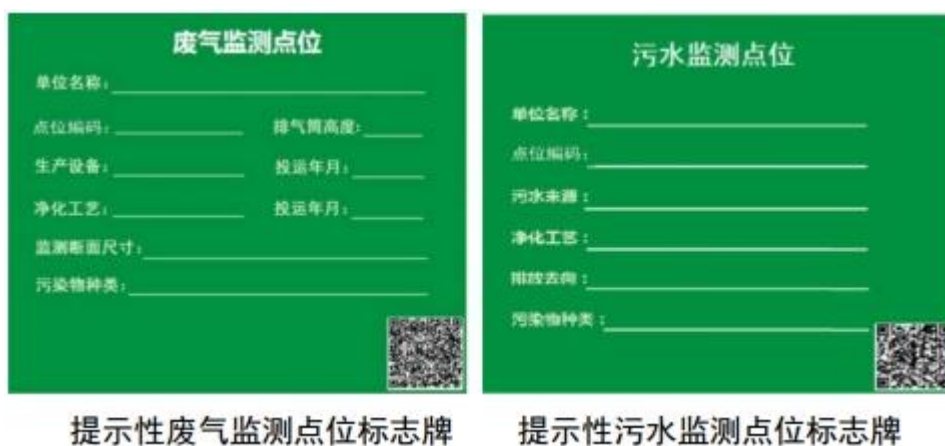 废气监测点位
单位名称：
点位编码： 排气筒高度：
生产设备： 投运年月：
净化工艺： 投运年月：
监测断面尺寸：
污染物种类：
提示性废气监测点位标志牌
污水监测点位
单位名称：
点位编码：
污水来源：
净化工艺：
排放去向：
污染物种类：
提示性污水监测点位标志牌